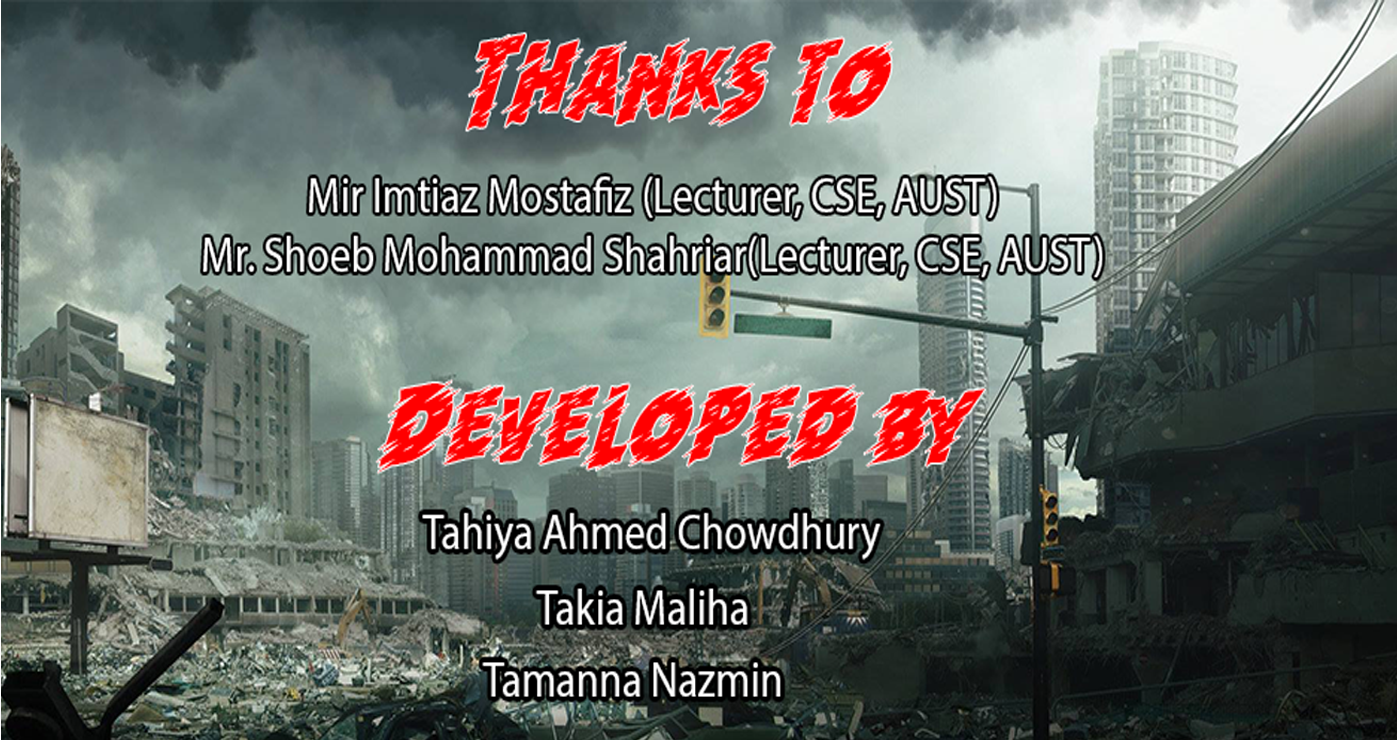 Thanks to
Mir Imtiaz Mostafiz (Lecturer, CSE, AUST)
Mr. Shoeb Mohammad Shahriar(Lecturer, CSE, AUST)
Developed by
Tahiya Ahmed Chowdhury
Takia Maliha
Tamanna Nazmin